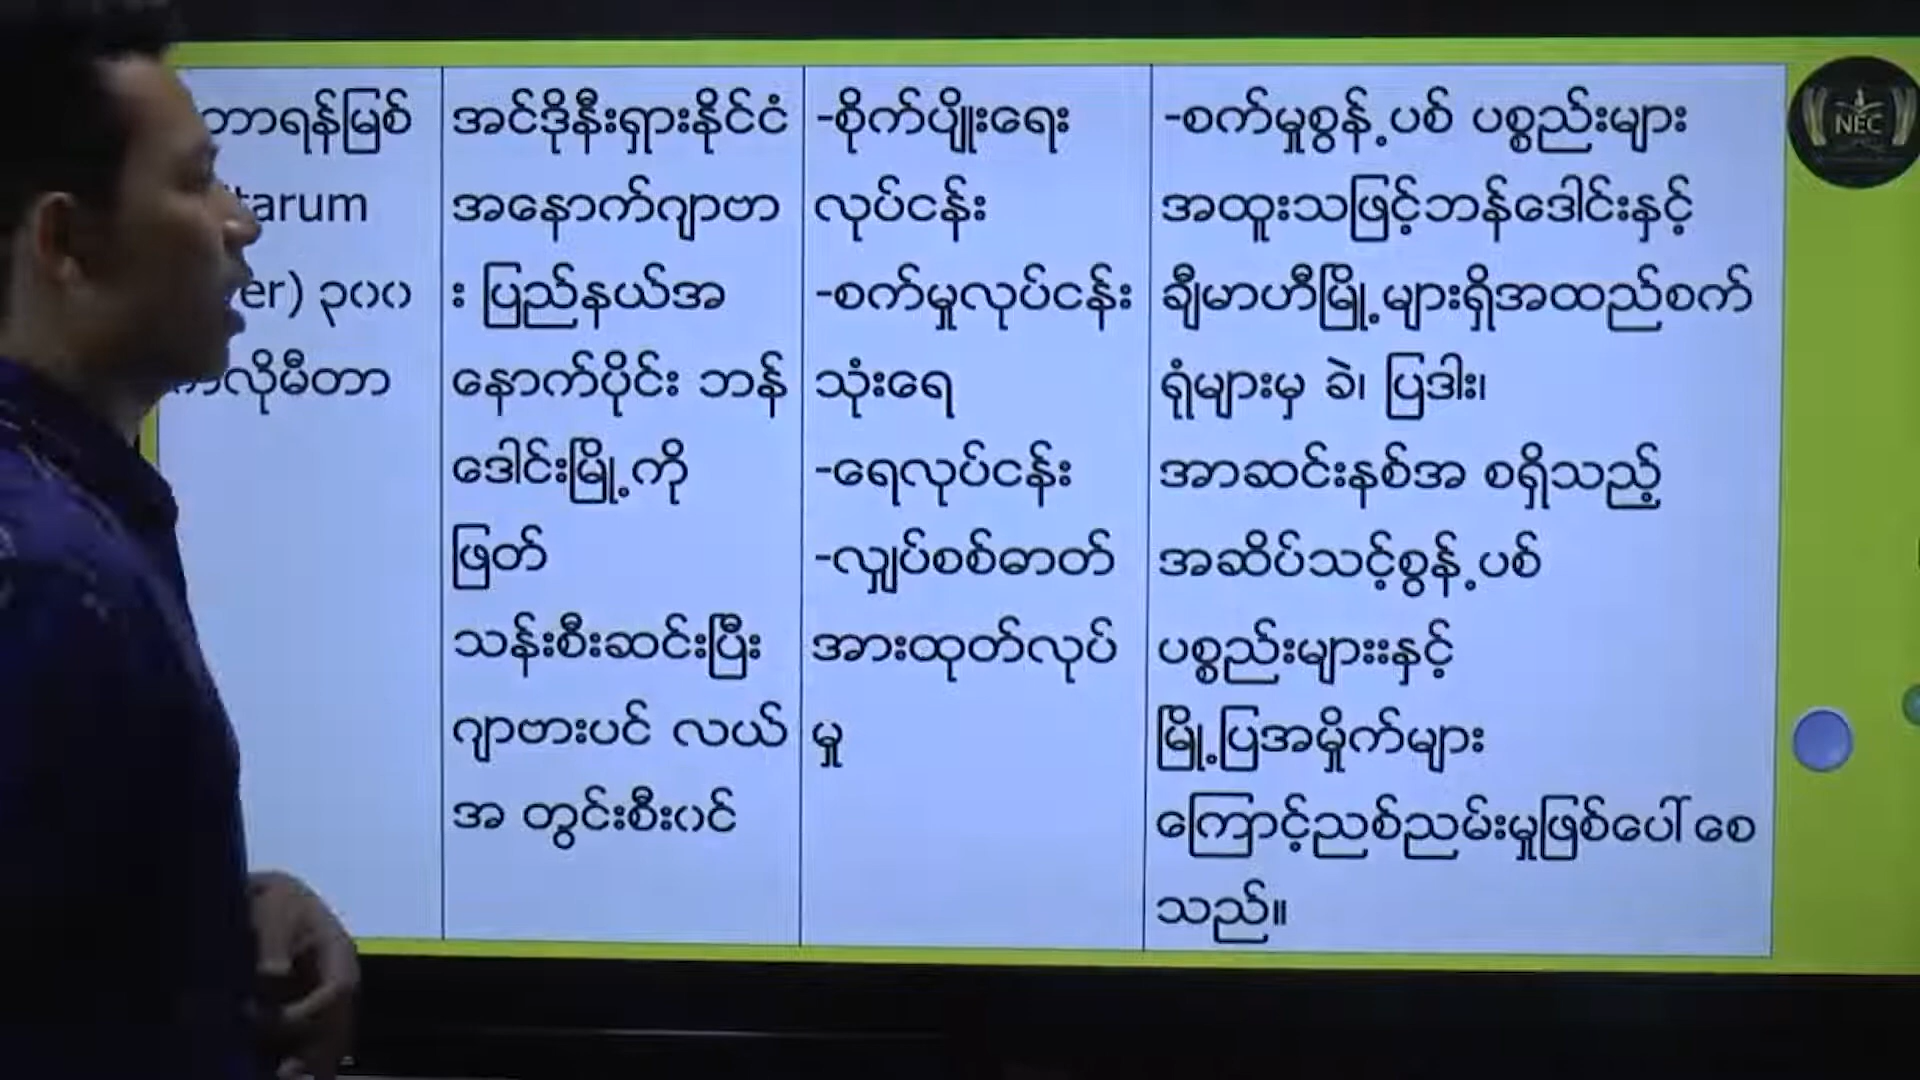 တာရန်မြစ်
tarum
er) ၃၀၀
လိုမီတာ
အင်ဒိုနီးရှားနိုင်ငံ
အနောက်ဂျာဗာ
း ပြည်နယ်အ
နောက်ပိုင်း ဘန်
ဒေါင်းမြို့ကို
ဖြတ်
သန်းစီးဆင်းပြီး
ဂျာဗားပင် လယ်
အ တွင်းစီးဝင်
-စိုက်ပျိုးရေး
လုပ်ငန်း
-စက်မှုလုပ်ငန်း
သုံးရေ
-ရေလုပ်ငန်း
-လျှပ်စစ်ဓာတ်
အားထုတ်လုပ်
မှု
-စက်မှုစွန့်ပစ် ပစ္စည်းများ
အထူးသဖြင့်ဘန်ဒေါင်းနှင့်
ချီမာဟီမြို့များရှိအထည်စက်
ရုံများမှ ခဲ၊ ပြဒါး၊
အာဆင်းနစ်အ စရှိသည့်
အဆိပ်သင့်စွန့်ပစ်
ပစ္စည်းများးနှင့်
မြို့ပြအမှိုက်များ
ကြောင့်ညစ်ညမ်းမှုဖြစ်ပေါ် စေ
သည်။
NEC